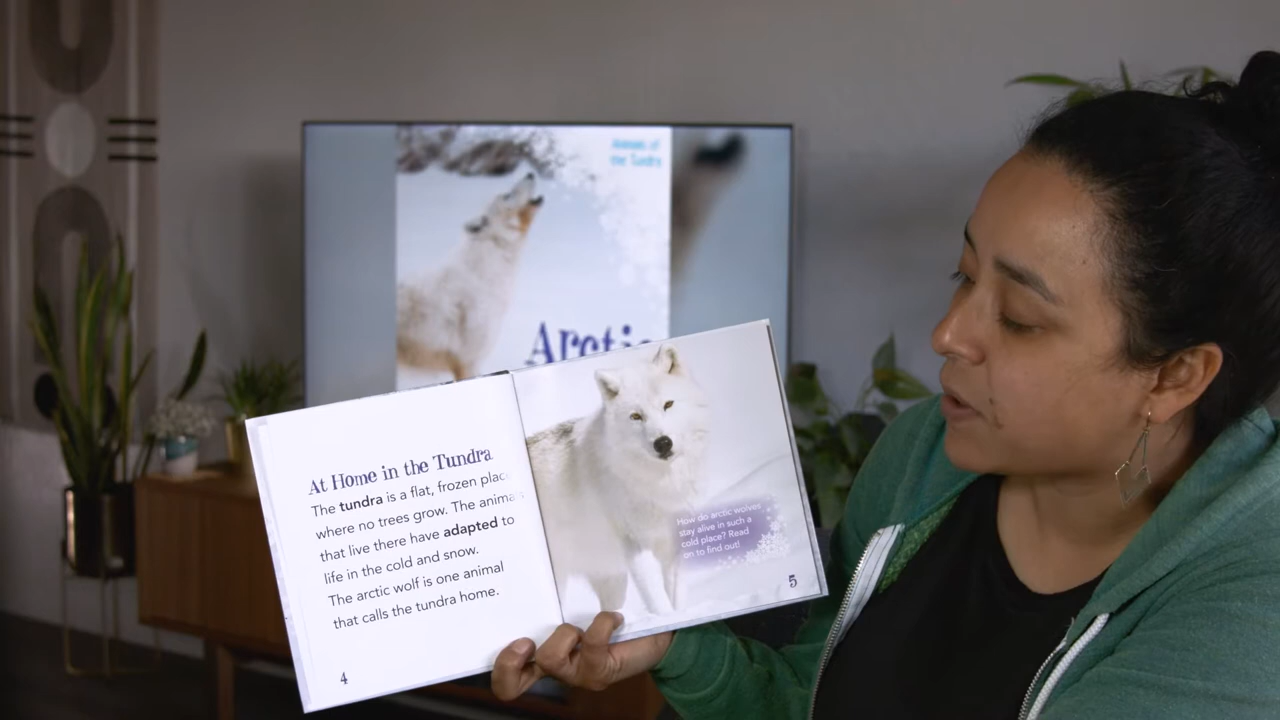 Animals of
the Tundra
Arctic
At Home in the Tundra
The tundra is a flat, frozen place
where no trees grow. The animals
that live there have adapted to
life in the cold and snow.
The arctic wolf is one animal
that calls the tundra home.
4
How do arctic wolves
stay alive in such a
cold place? Read
on to find out!
5